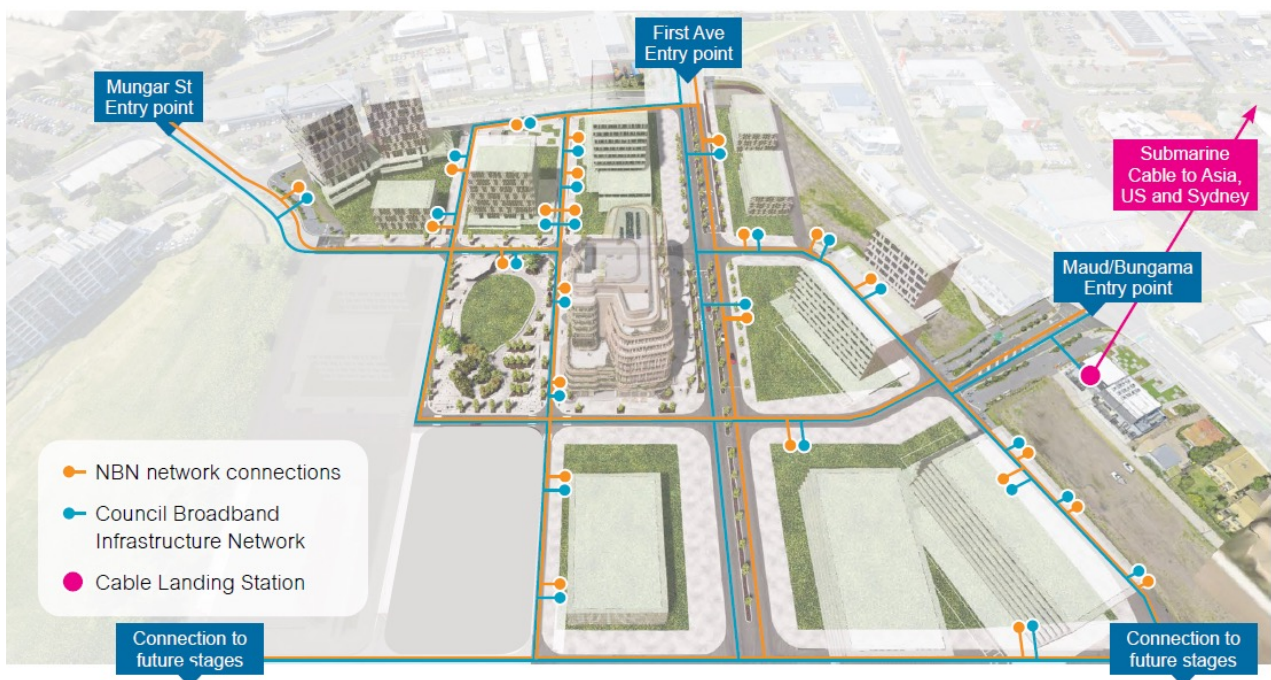 First Ave
Entry point
Mungar St
Entry point
Submarine
Cable to Asia,
US and Sydney
Maud/Bungama
Entry point
NBN network connections
Council Broadband
Infrastructure Network
Cable Landing Station
Connection to
future stages
Connection to
future stages